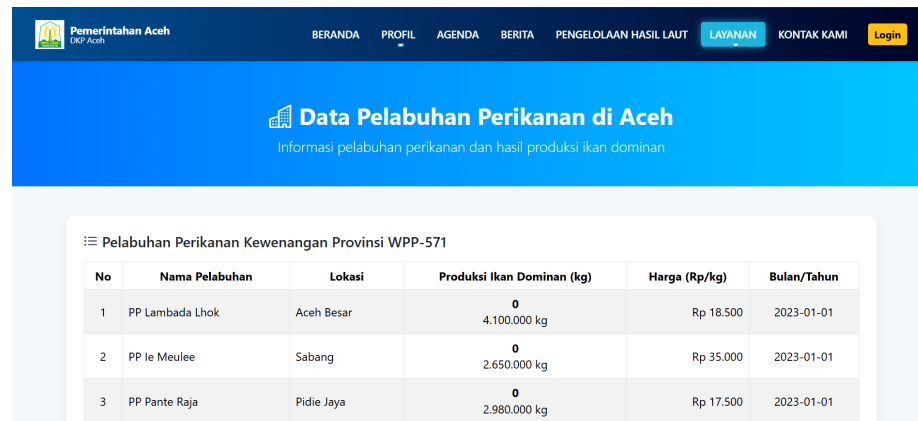 Pemerintahan Aceh
DKP Aceh
BERANDA PROFIL AGENDA BERITA PENGELOLAAN HASIL LAUT LAYANAN KONTAK KAMI Login
Data Pelabuhan Perikanan di Aceh
Informasi pelabuhan perikanan dan hasil produksi ikan dominan
Pelabuhan Perikanan Kewenangan Provinsi WPP-571
No Nama Pelabuhan Lokasi Produksi Ikan Dominan (kg) Harga (Rp/kg) Bulan/Tahun
1 PP Lambada Lhok Aceh Besar 0 4.100.000 kg Rp 18.500 2023-01-01
2 PP Ie Meulee Sabang 0 2.650.000 kg Rp 35.000 2023-01-01
3 PP Pante Raja Pidie Jaya 0 2.980.000 kg Rp 17.500 2023-01-01